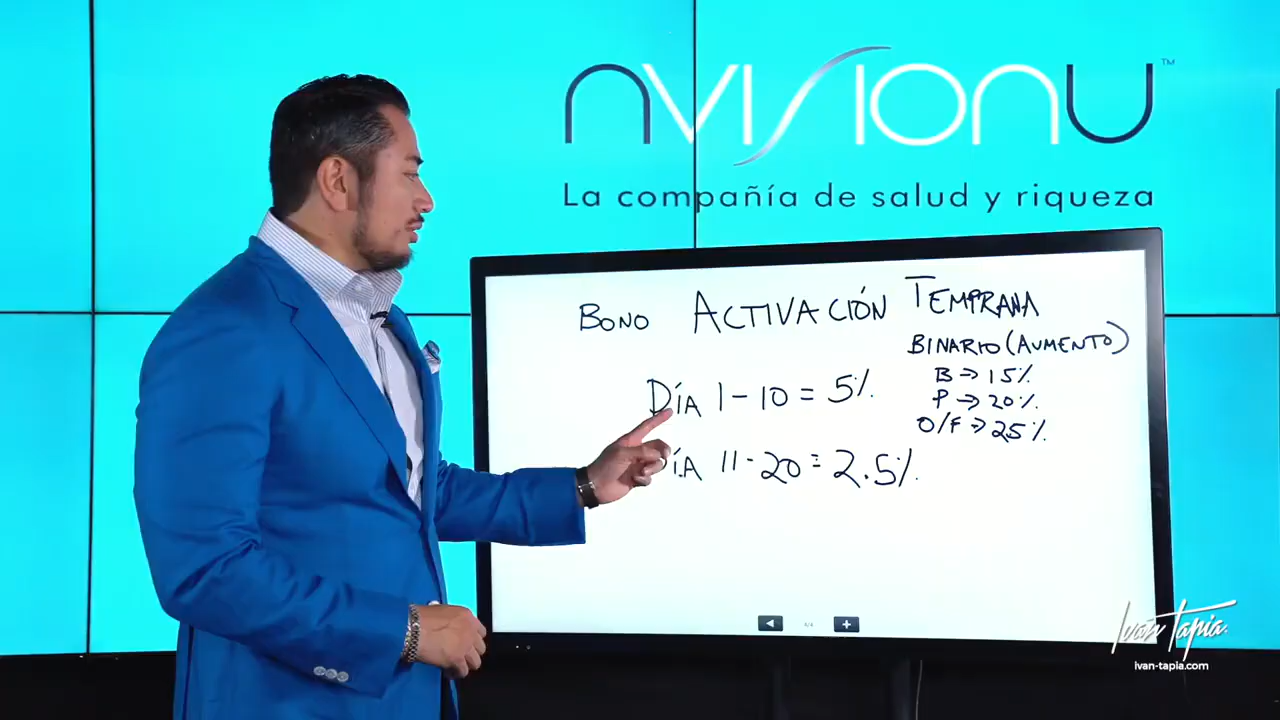 nVISIONU™
La compañía de salud y riqueza
BONO ACTIVACIÓN TEMPRANA
BINARIO (AUMENTO)
B => 15%
P => 20%
O/F => 25%
DÍA 1-10 = 5%
DÍA 11-20 = 2.5%
Ivan Tapia.
ivan-tapia.com